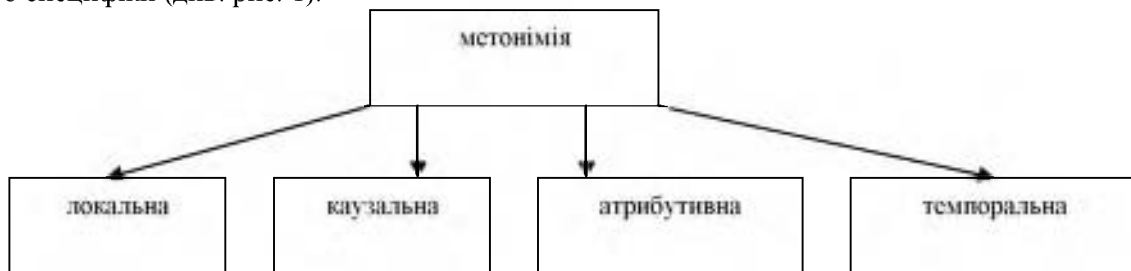 метонімія
локальна
каузальна
атрибутивна
темпоральна